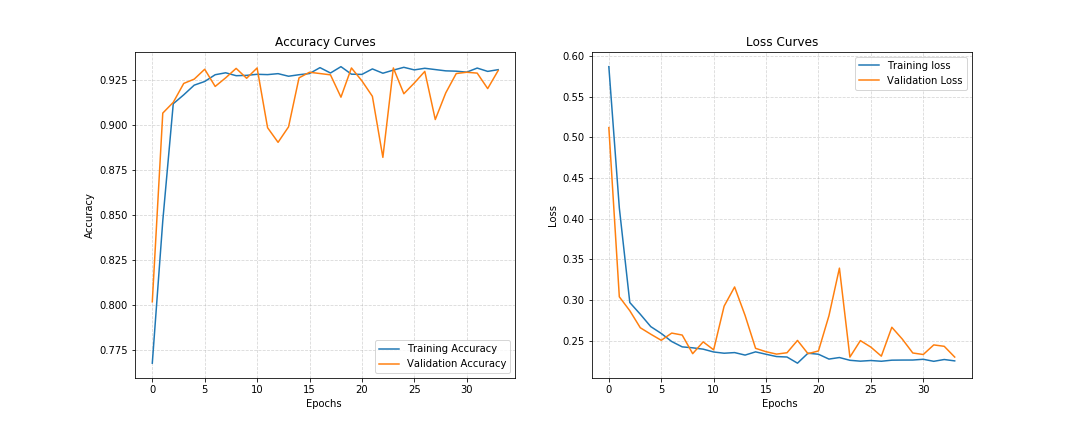 Accuracy Curves
Accuracy
0.925
0.900
0.875
0.850
0.825
0.800
0.775
0
5
10
15
20
25
30
Epochs
Training Accuracy
Validation Accuracy
Loss Curves
Loss
0.60
0.55
0.50
0.45
0.40
0.35
0.30
0.25
0
5
10
15
20
25
30
Epochs
Training loss
Validation Loss